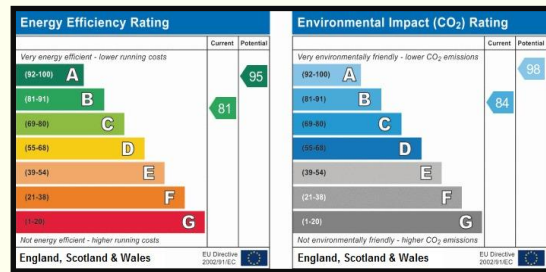 Energy Efficiency Rating
Current Potential
Very energy efficient - lower running costs
(92-100) A
95
(81-91) B
81
(69-80) C
(55-68) D
(39-54) E
(21-38) F
(1-20) G
Not energy efficient - higher running costs
England, Scotland & Wales
EU Directive
2002/91/EC
Environmental Impact (CO₂) Rating
Current Potential
Very environmentally friendly - lower CO₂ emissions
(92-100) A
98
(81-91) B
84
(69-80) C
(55-68) D
(39-54) E
(21-38) F
(1-20) G
Not environmentally friendly - higher CO₂ emissions
England, Scotland & Wales
EU Directive
2002/91/EC